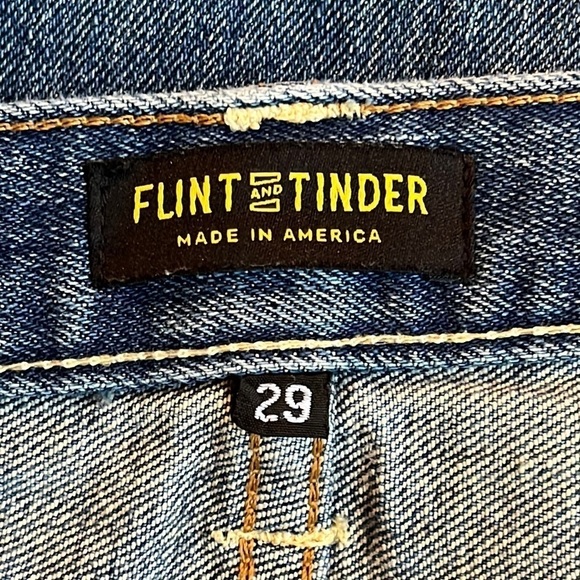 FLINT AND TINDER
MADE IN AMERICA
29